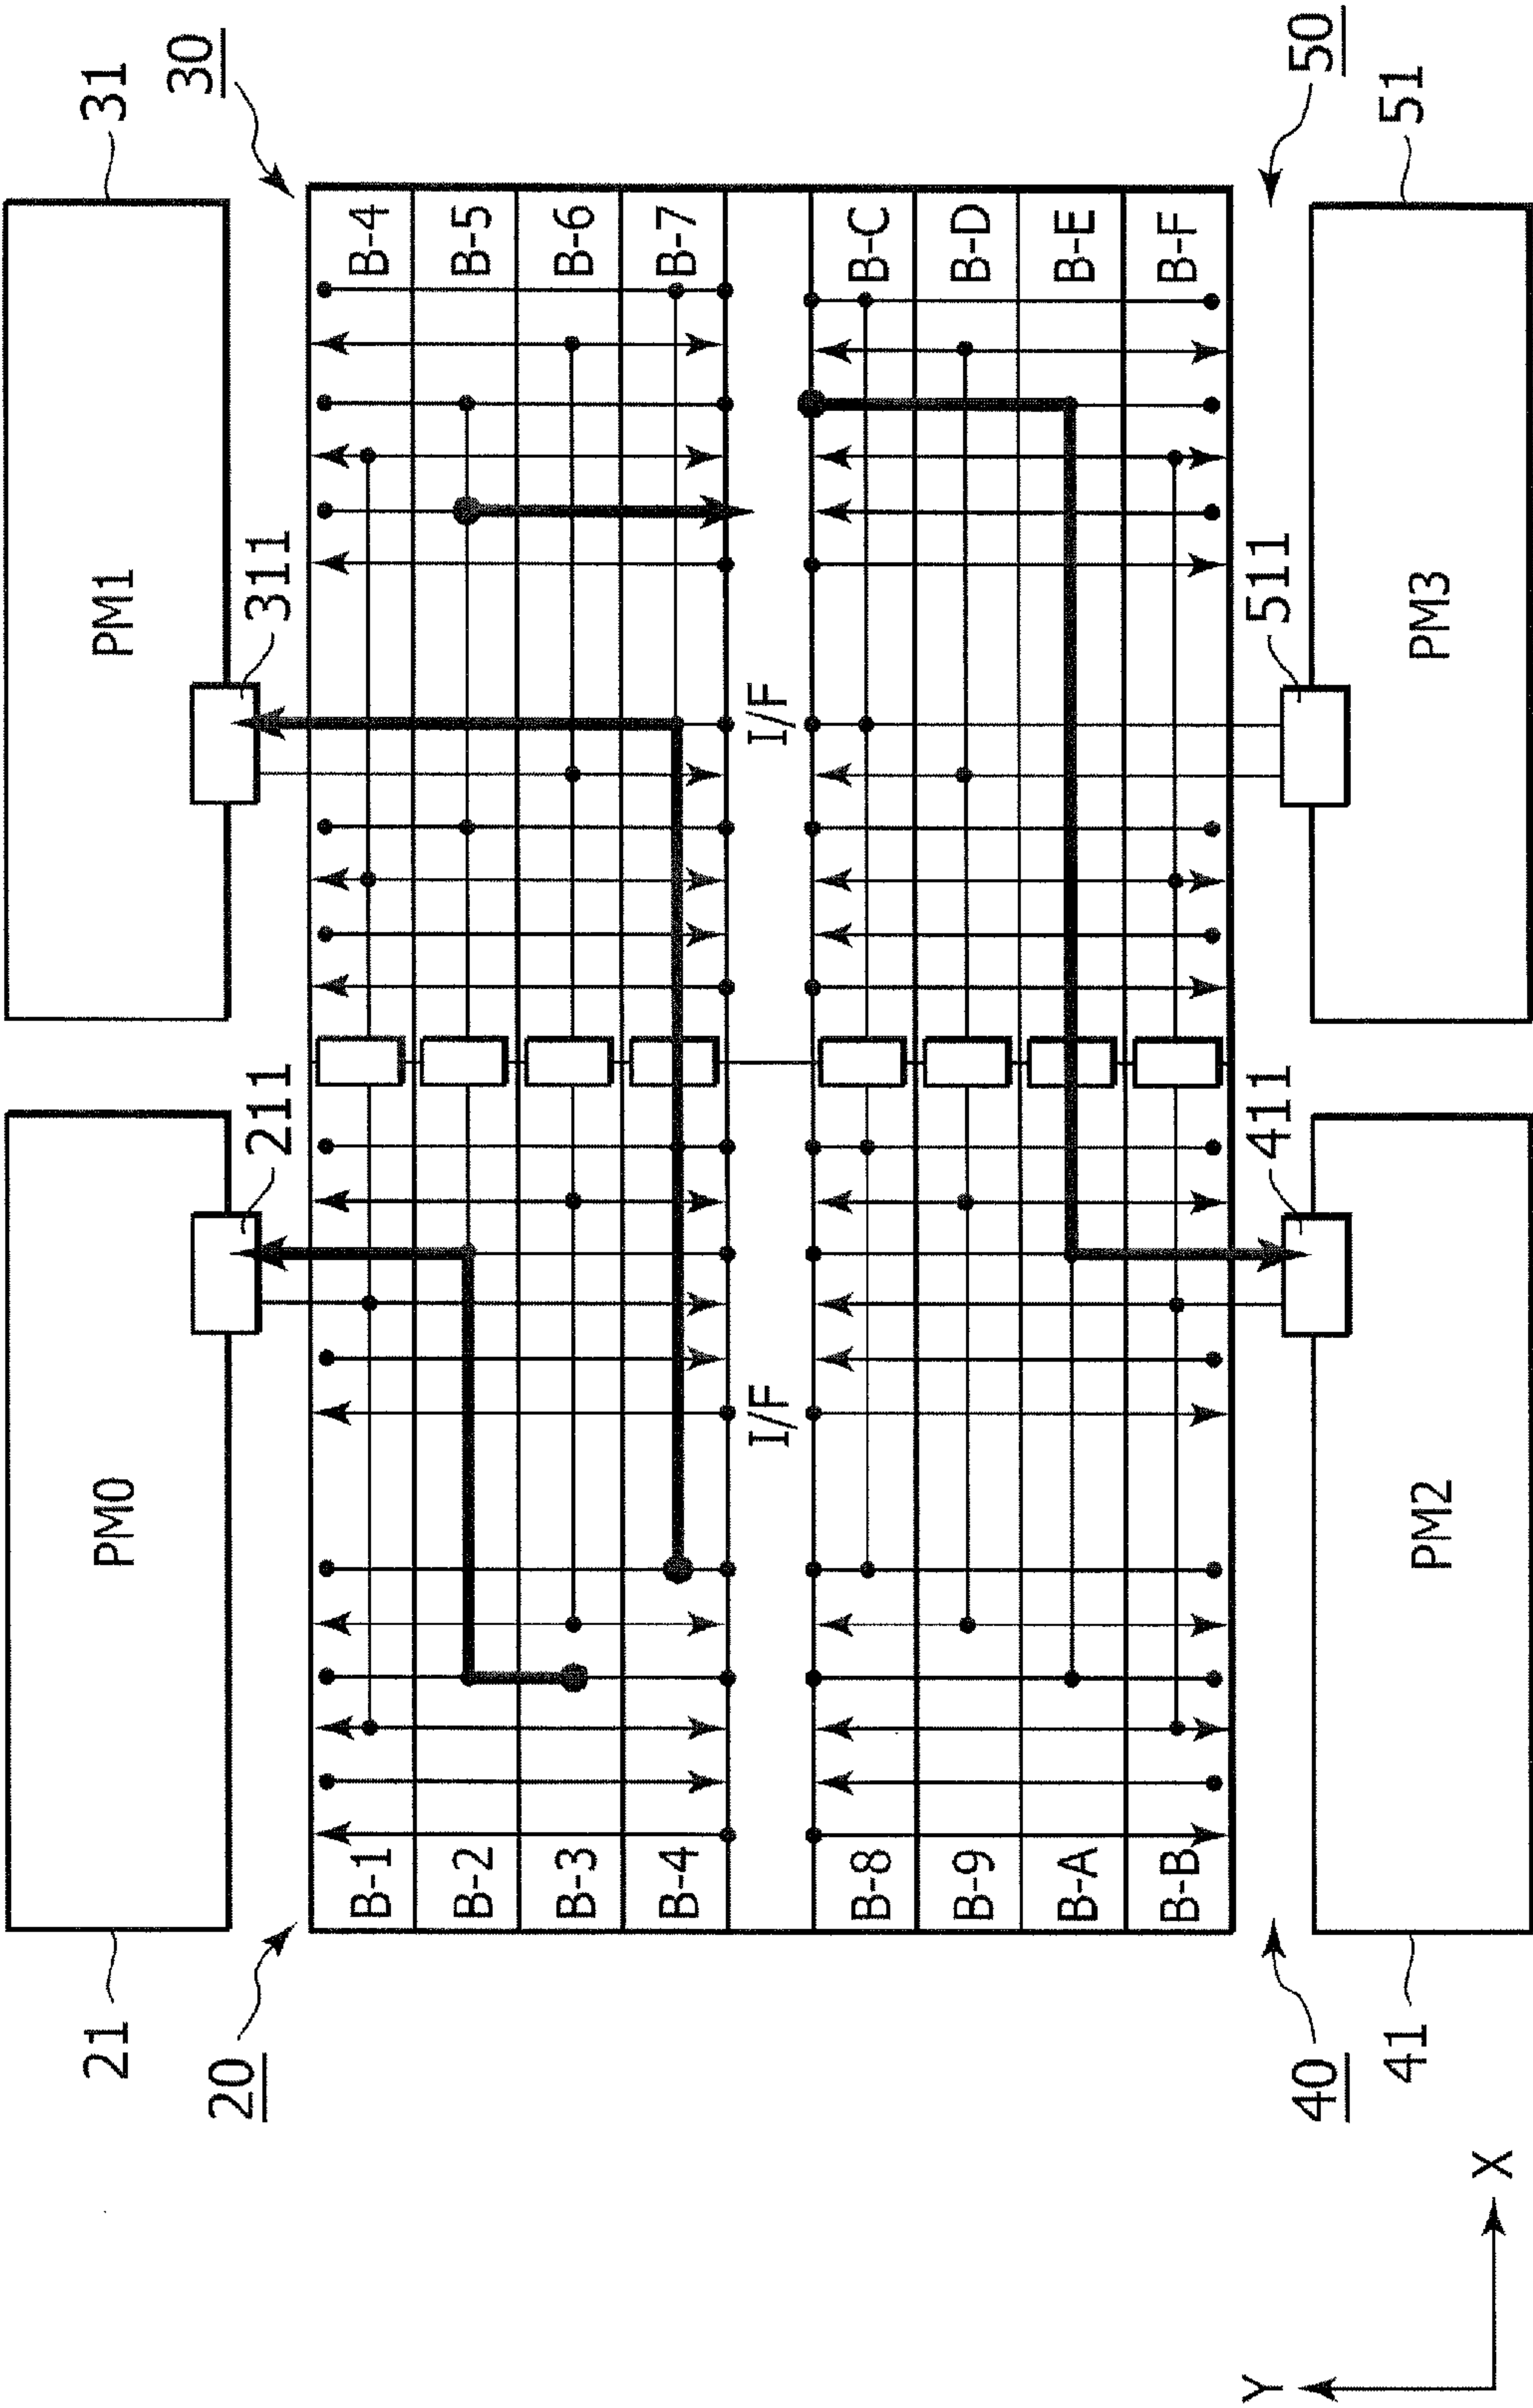 21
31
PM0
PM1
20
211
311
30
B-1
B-4
B-2
B-5
B-3
B-6
B-4
B-7
I/F
I/F
B-8
B-C
B-9
B-D
B-A
B-E
B-B
B-F
40
411
511
50
PM2
PM3
41
51
Y
X